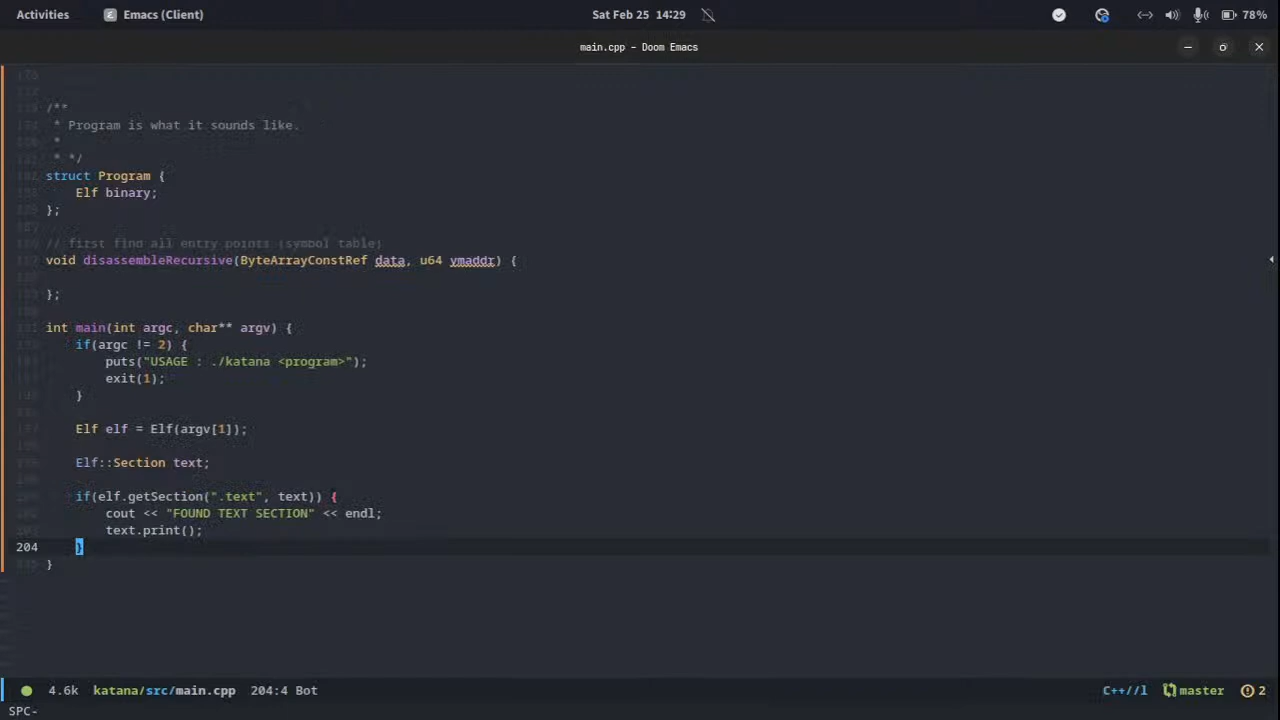 Activities Emacs (Client) Sat Feb 25 14:29 78%
main.cpp – Doom Emacs
/**
* Program is what it sounds like.
*
* */
struct Program {
Elf binary;
};
// first find all entry points (symbol table)
void disassembleRecursive(ByteArrayConstRef data, u64 vmaddr) {
};
int main(int argc, char** argv) {
if(argc != 2) {
puts("USAGE : ./katana <program>");
exit(1);
}
Elf elf = Elf(argv[1]);
Elf::Section text;
if(elf.getSection(".text", text)) {
cout << "FOUND TEXT SECTION" << endl;
text.print();
204 }
}
4.6k katana/src/main.cpp 204:4 Bot C++//l master 2
SPC-